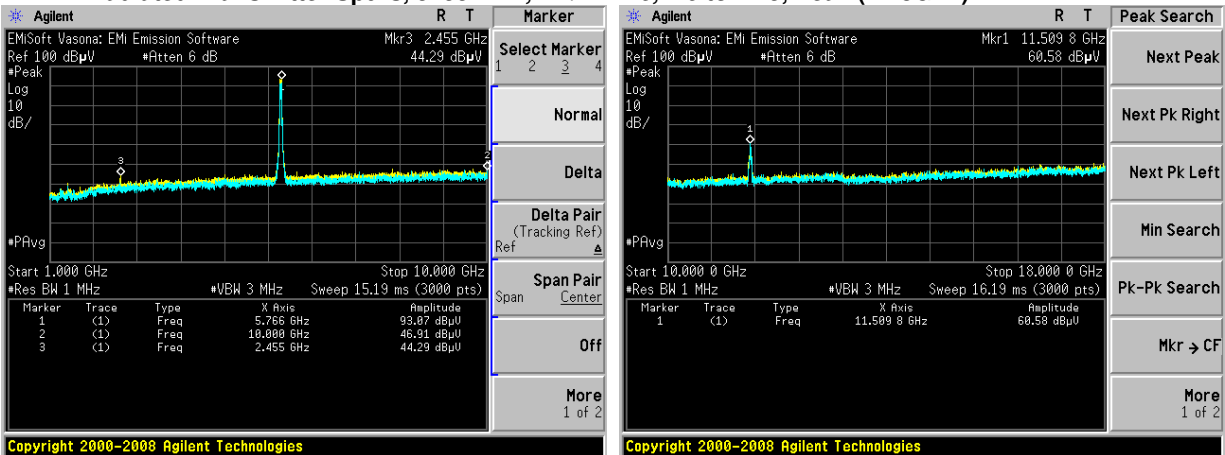 Agilent R T Marker
EMiSoft Vasona: EMi Emission Software Mkr3 2.455 GHz
Ref 100 dBµV #Atten 6 dB 44.29 dBµV
#Peak
Log
10
dB/
3
2
#PAvg
Start 1.000 GHz Stop 10.000 GHz
#Res BW 1 MHz #VBW 3 MHz Sweep 15.19 ms (3000 pts)
Marker Trace Type X Axis Amplitude
1 (1) Freq 5.766 GHz 93.07 dBµV
2 (1) Freq 10.000 GHz 46.91 dBµV
3 (1) Freq 2.455 GHz 44.29 dBµV
Select Marker
1 2 3 4
Normal
Delta
Delta Pair
(Tracking Ref)
Ref Δ
Span Pair
Span Center
Off
More
1 of 2
Copyright 2000-2008 Agilent Technologies
Agilent R T Peak Search
EMiSoft Vasona: EMi Emission Software Mkr1 11.509 8 GHz
Ref 100 dBµV #Atten 6 dB 60.58 dBµV
#Peak
Log
10
dB/
1
#PAvg
Start 10.000 0 GHz Stop 18.000 0 GHz
#Res BW 1 MHz #VBW 3 MHz Sweep 16.19 ms (3000 pts)
Marker Trace Type X Axis Amplitude
1 (1) Freq 11.509 8 GHz 60.58 dBµV
Next Peak
Next Pk Right
Next Pk Left
Min Search
Pk-Pk Search
Mkr → CF
More
1 of 2
Copyright 2000-2008 Agilent Technologies